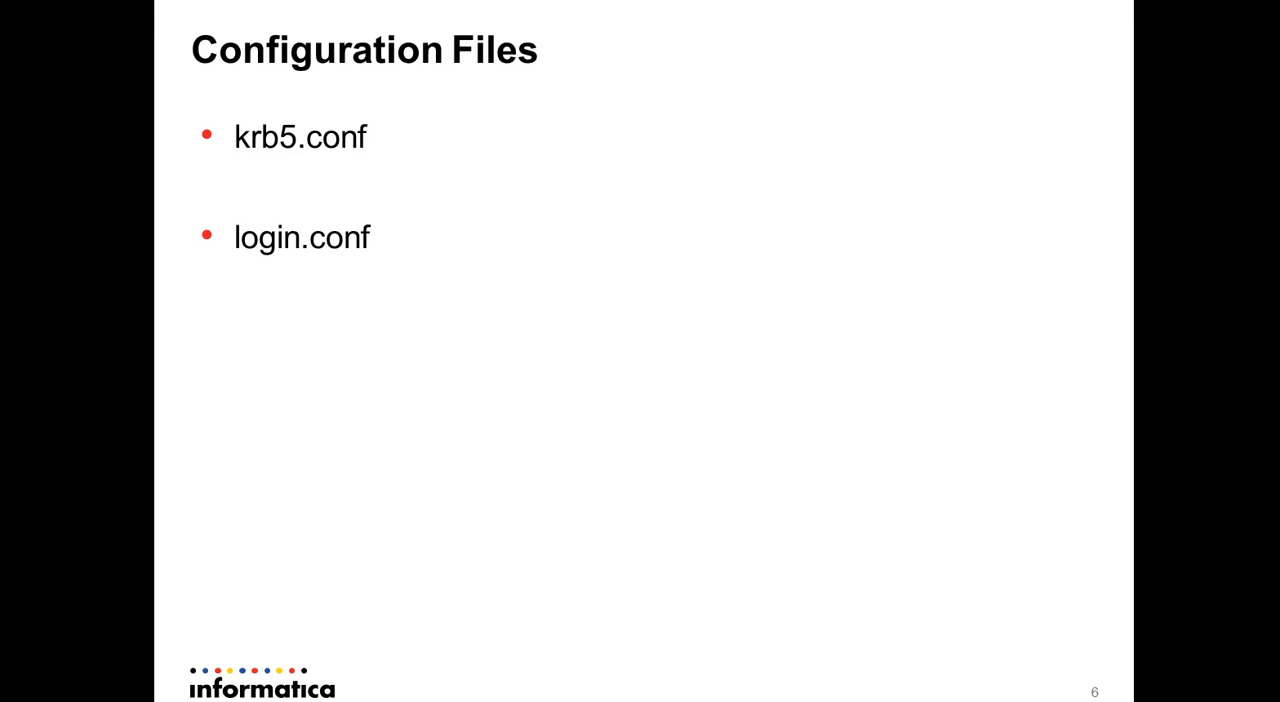 Configuration Files
• krb5.conf
• login.conf
informatica
6